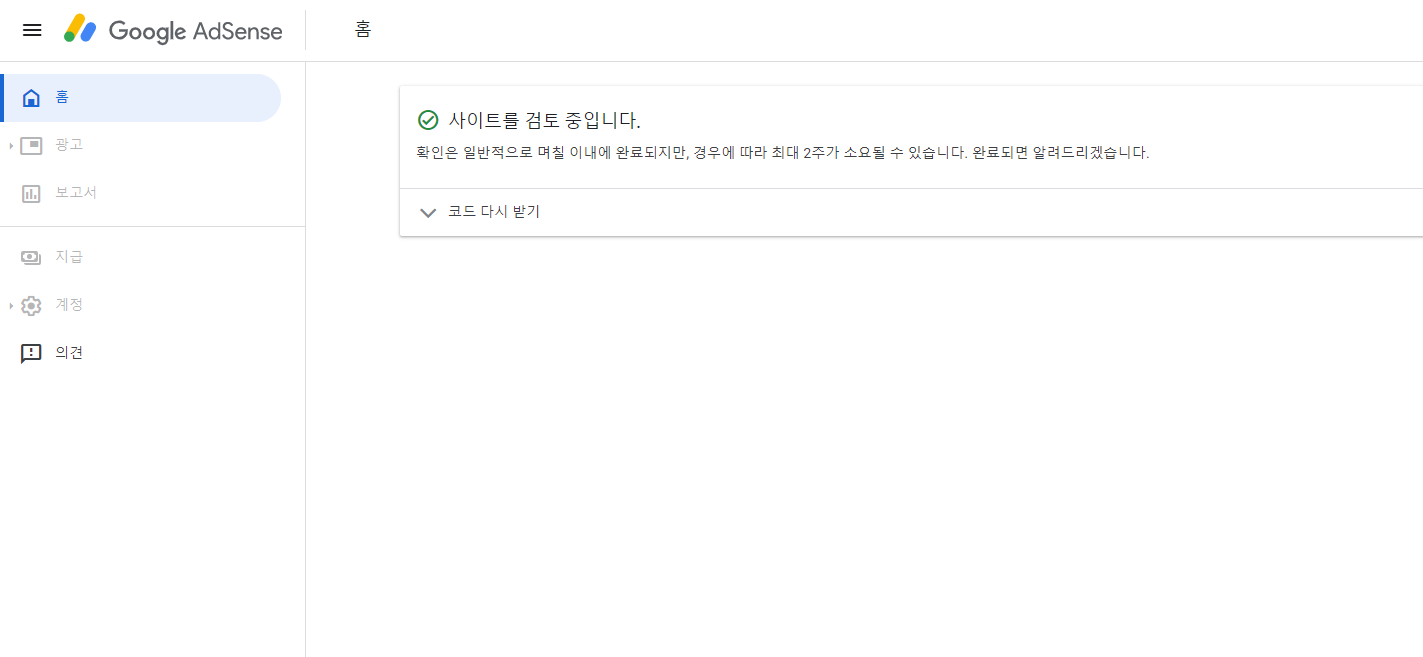 Google AdSense
홈
홈
광고
보고서
지급
계정
의견
사이트를 검토 중입니다.
확인은 일반적으로 며칠 이내에 완료되지만, 경우에 따라 최대 2주가 소요될 수 있습니다. 완료되면 알려드리겠습니다.
코드 다시 받기